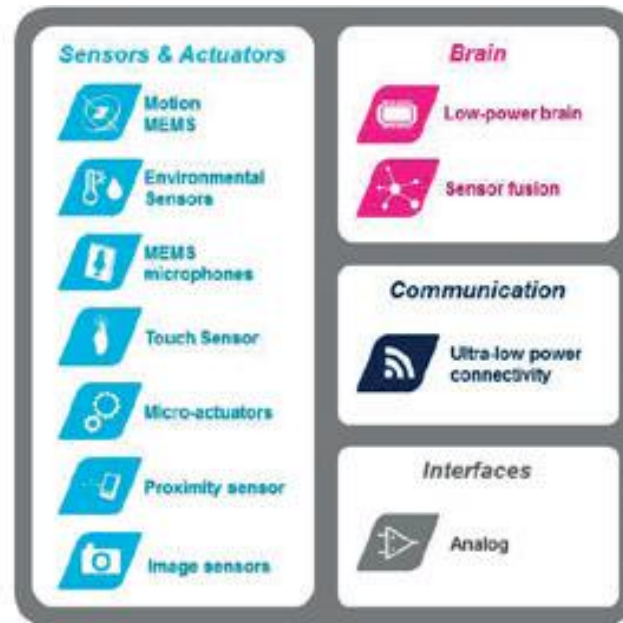 Sensors & Actuators
Motion
MEMS
Environmental
Sensors
MEMS
microphones
Touch Sensor
Micro-actuators
Proximity sensor
Image sensors
Brain
Low-power brain
Sensor fusion
Communication
Ultra-low power
connectivity
Interfaces
Analog